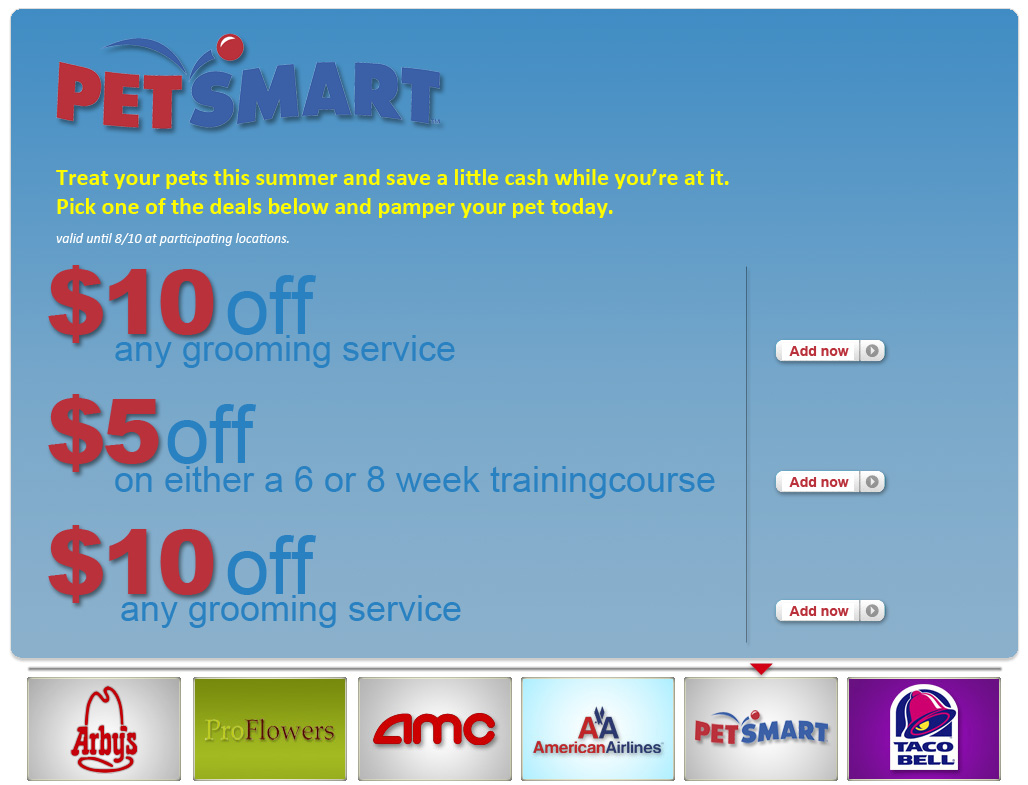 PETSMART
Treat your pets this summer and save a little cash while you're at it.
Pick one of the deals below and pamper your pet today.
valid until 8/10 at participating locations.
$10 off
any grooming service
Add now
$5 off
on either a 6 or 8 week trainingcourse
Add now
$10 off
any grooming service
Add now
Arby's
ProFlowers
amc
AA
AmericanAirlines
PETSMART
TACO
BELL